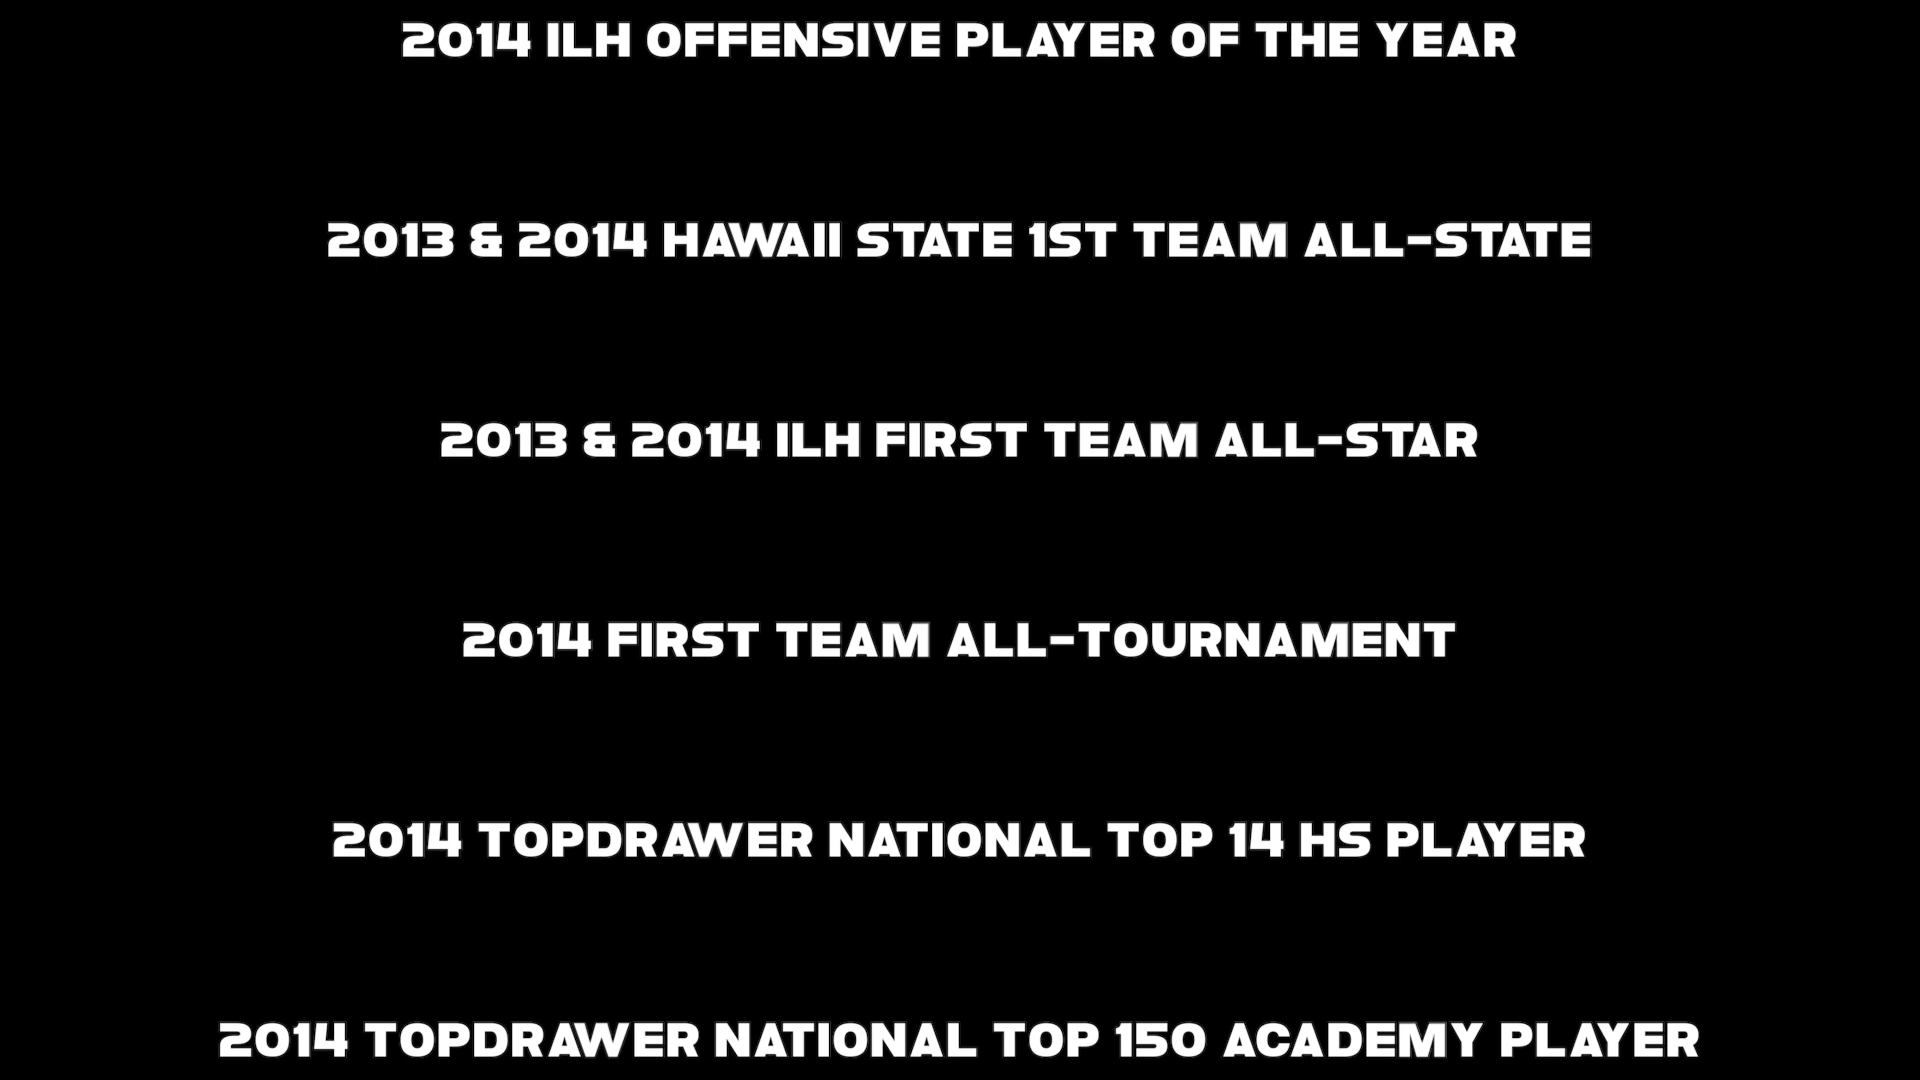 2014 ILH OFFENSIVE PLAYER OF THE YEAR
2013 & 2014 HAWAII STATE 1ST TEAM ALL-STATE
2013 & 2014 ILH FIRST TEAM ALL-STAR
2014 FIRST TEAM ALL-TOURNAMENT
2014 TOPDRAWER NATIONAL TOP 14 HS PLAYER
2014 TOPDRAWER NATIONAL TOP 150 ACADEMY PLAYER